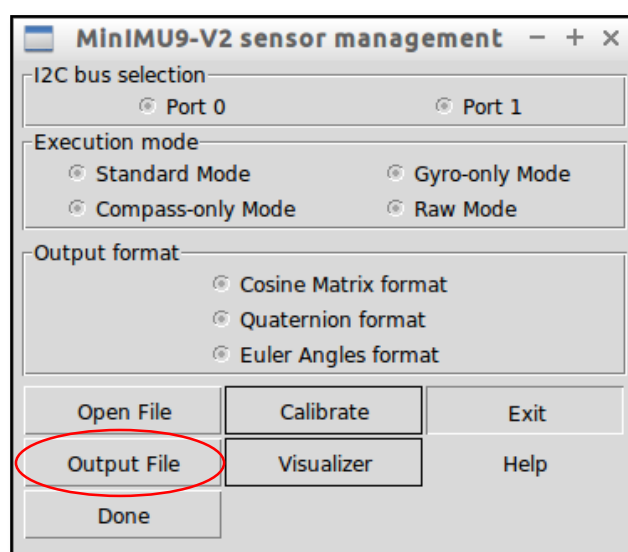 MinIMU9-V2 sensor management
I2C bus selection
Port 0 Port 1
Execution mode
Standard Mode Gyro-only Mode
Compass-only Mode Raw Mode
Output format
Cosine Matrix format
Quaternion format
Euler Angles format
Open File Calibrate Exit
Output File Visualizer Help
Done